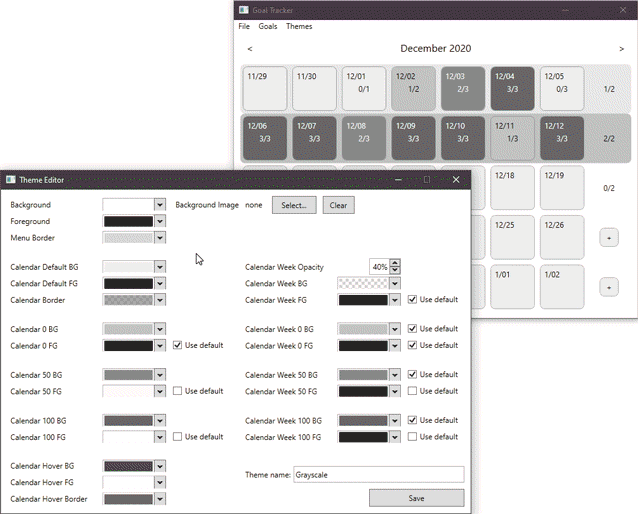 Goal Tracker
File Goals Themes
< December 2020 >
11/29 11/30 12/01 12/02 12/03 12/04 12/05
0/1 1/2 2/3 3/3 0/3 1/2
12/06 12/07 12/08 12/09 12/10 12/11 12/12
3/3 3/3 2/3 3/3 3/3 1/3 3/3 2/2
12/18 12/19
0/2
12/25 12/26
+
1/01 1/02
+
Theme Editor
Background Background Image none Select... Clear
Foreground
Menu Border
Calendar Default BG Calendar Week Opacity 40%
Calendar Default FG Calendar Week BG
Calendar Border Calendar Week FG Use default
Calendar 0 BG Calendar Week 0 BG Use default
Calendar 0 FG Use default Calendar Week 0 FG Use default
Calendar 50 BG Calendar Week 50 BG Use default
Calendar 50 FG Use default Calendar Week 50 FG Use default
Calendar 100 BG Calendar Week 100 BG Use default
Calendar 100 FG Use default Calendar Week 100 FG Use default
Calendar Hover BG
Calendar Hover FG Theme name: Grayscale
Calendar Hover Border Save